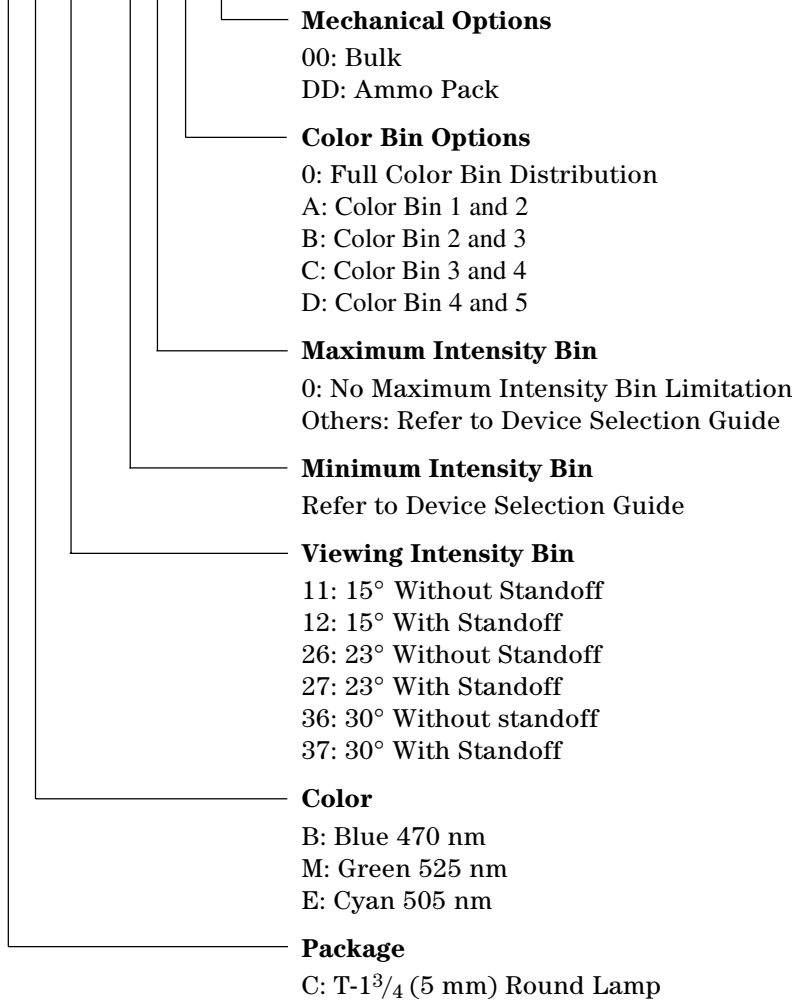 Mechanical Options
00: Bulk
DD: Ammo Pack
Color Bin Options
0: Full Color Bin Distribution
A: Color Bin 1 and 2
B: Color Bin 2 and 3
C: Color Bin 3 and 4
D: Color Bin 4 and 5
Maximum Intensity Bin
0: No Maximum Intensity Bin Limitation
Others: Refer to Device Selection Guide
Minimum Intensity Bin
Refer to Device Selection Guide
Viewing Intensity Bin
11: 15° Without Standoff
12: 15° With Standoff
26: 23° Without Standoff
27: 23° With Standoff
36: 30° Without standoff
37: 30° With Standoff
Color
B: Blue 470 nm
M: Green 525 nm
E: Cyan 505 nm
Package
C: T-1³/₄ (5 mm) Round Lamp